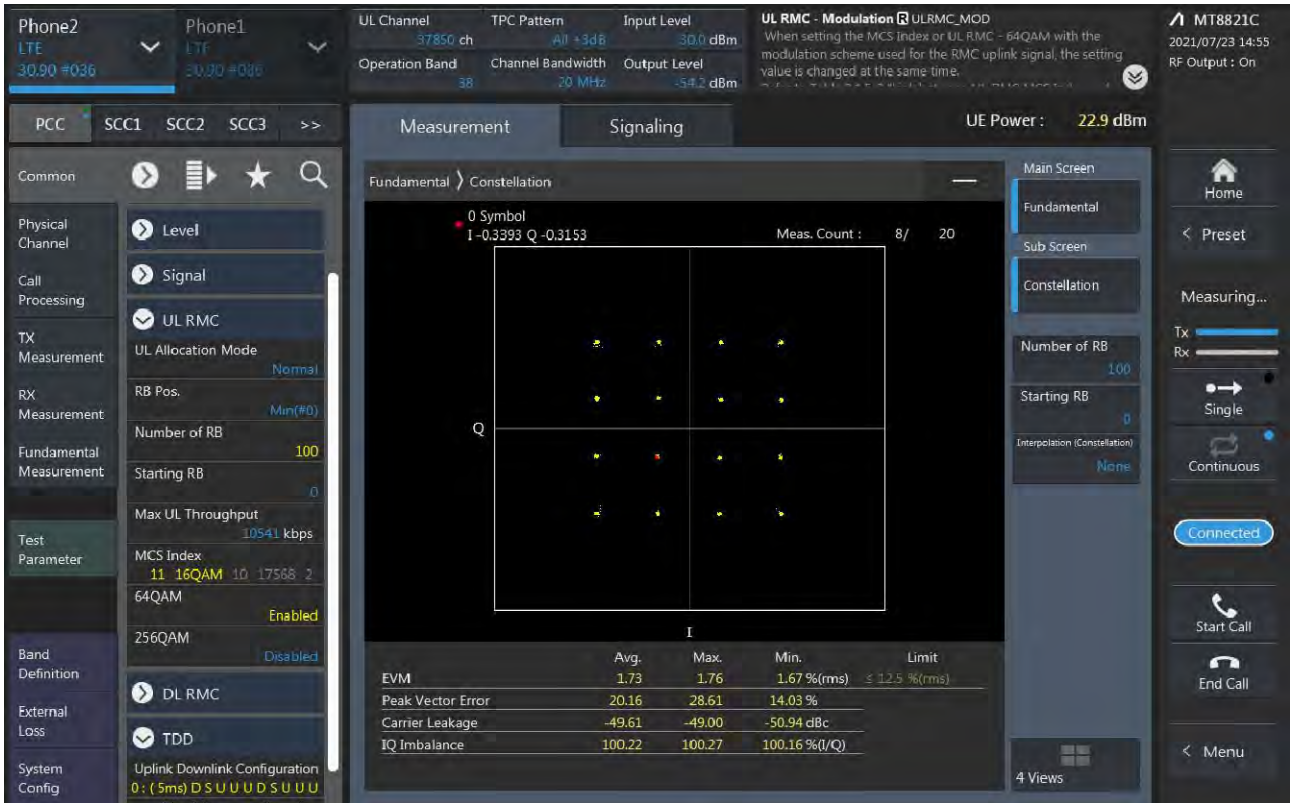 Phone2
LTE
30.90 #036
Phone1
LTE
30.90 #036
UL Channel
37850 ch
TPC Pattern
All +3dB
Input Level
30.0 dBm
Operation Band
38
Channel Bandwidth
20 MHz
Output Level
-54.2 dBm
UL RMC - Modulation R ULRMC_MOD
When setting the MCS Index or UL RMC - 64QAM with the
modulation scheme used for the RMC uplink signal, the setting
value is changed at the same time.
MT8821C
2021/07/23 14:55
RF Output : On
PCC
SCC1
SCC2
SCC3
>>
Measurement
Signaling
UE Power : 22.9 dBm
Common
Physical
Channel
Call
Processing
TX
Measurement
RX
Measurement
Fundamental
Measurement
Test
Parameter
Band
Definition
External
Loss
System
Config
Level
Signal
UL RMC
UL Allocation Mode
Normal
RB Pos.
Min(#0)
Number of RB
100
Starting RB
0
Max UL Throughput
10541 kbps
MCS Index
11 16QAM 10 17568 2
64QAM
Enabled
256QAM
Disabled
DL RMC
TDD
Uplink Downlink Configuration
0 : ( 5ms) D S U U U D S U U U
Fundamental ⟩ Constellation
0 Symbol
I -0.3393 Q -0.3153
Meas. Count : 8/ 20
Q
I
Avg. Max. Min. Limit
EVM 1.73 1.76 1.67 %(rms) ≤ 12.5 %(rms)
Peak Vector Error 20.16 28.61 14.03 %
Carrier Leakage -49.61 -49.00 -50.94 dBc
IQ Imbalance 100.22 100.27 100.16 %(I/Q)
Main Screen
Fundamental
Sub Screen
Constellation
Number of RB
100
Starting RB
0
Interpolation (Constellation)
None
4 Views
Home
< Preset
Measuring...
Tx
Rx
Single
Continuous
Connected
Start Call
End Call
< Menu